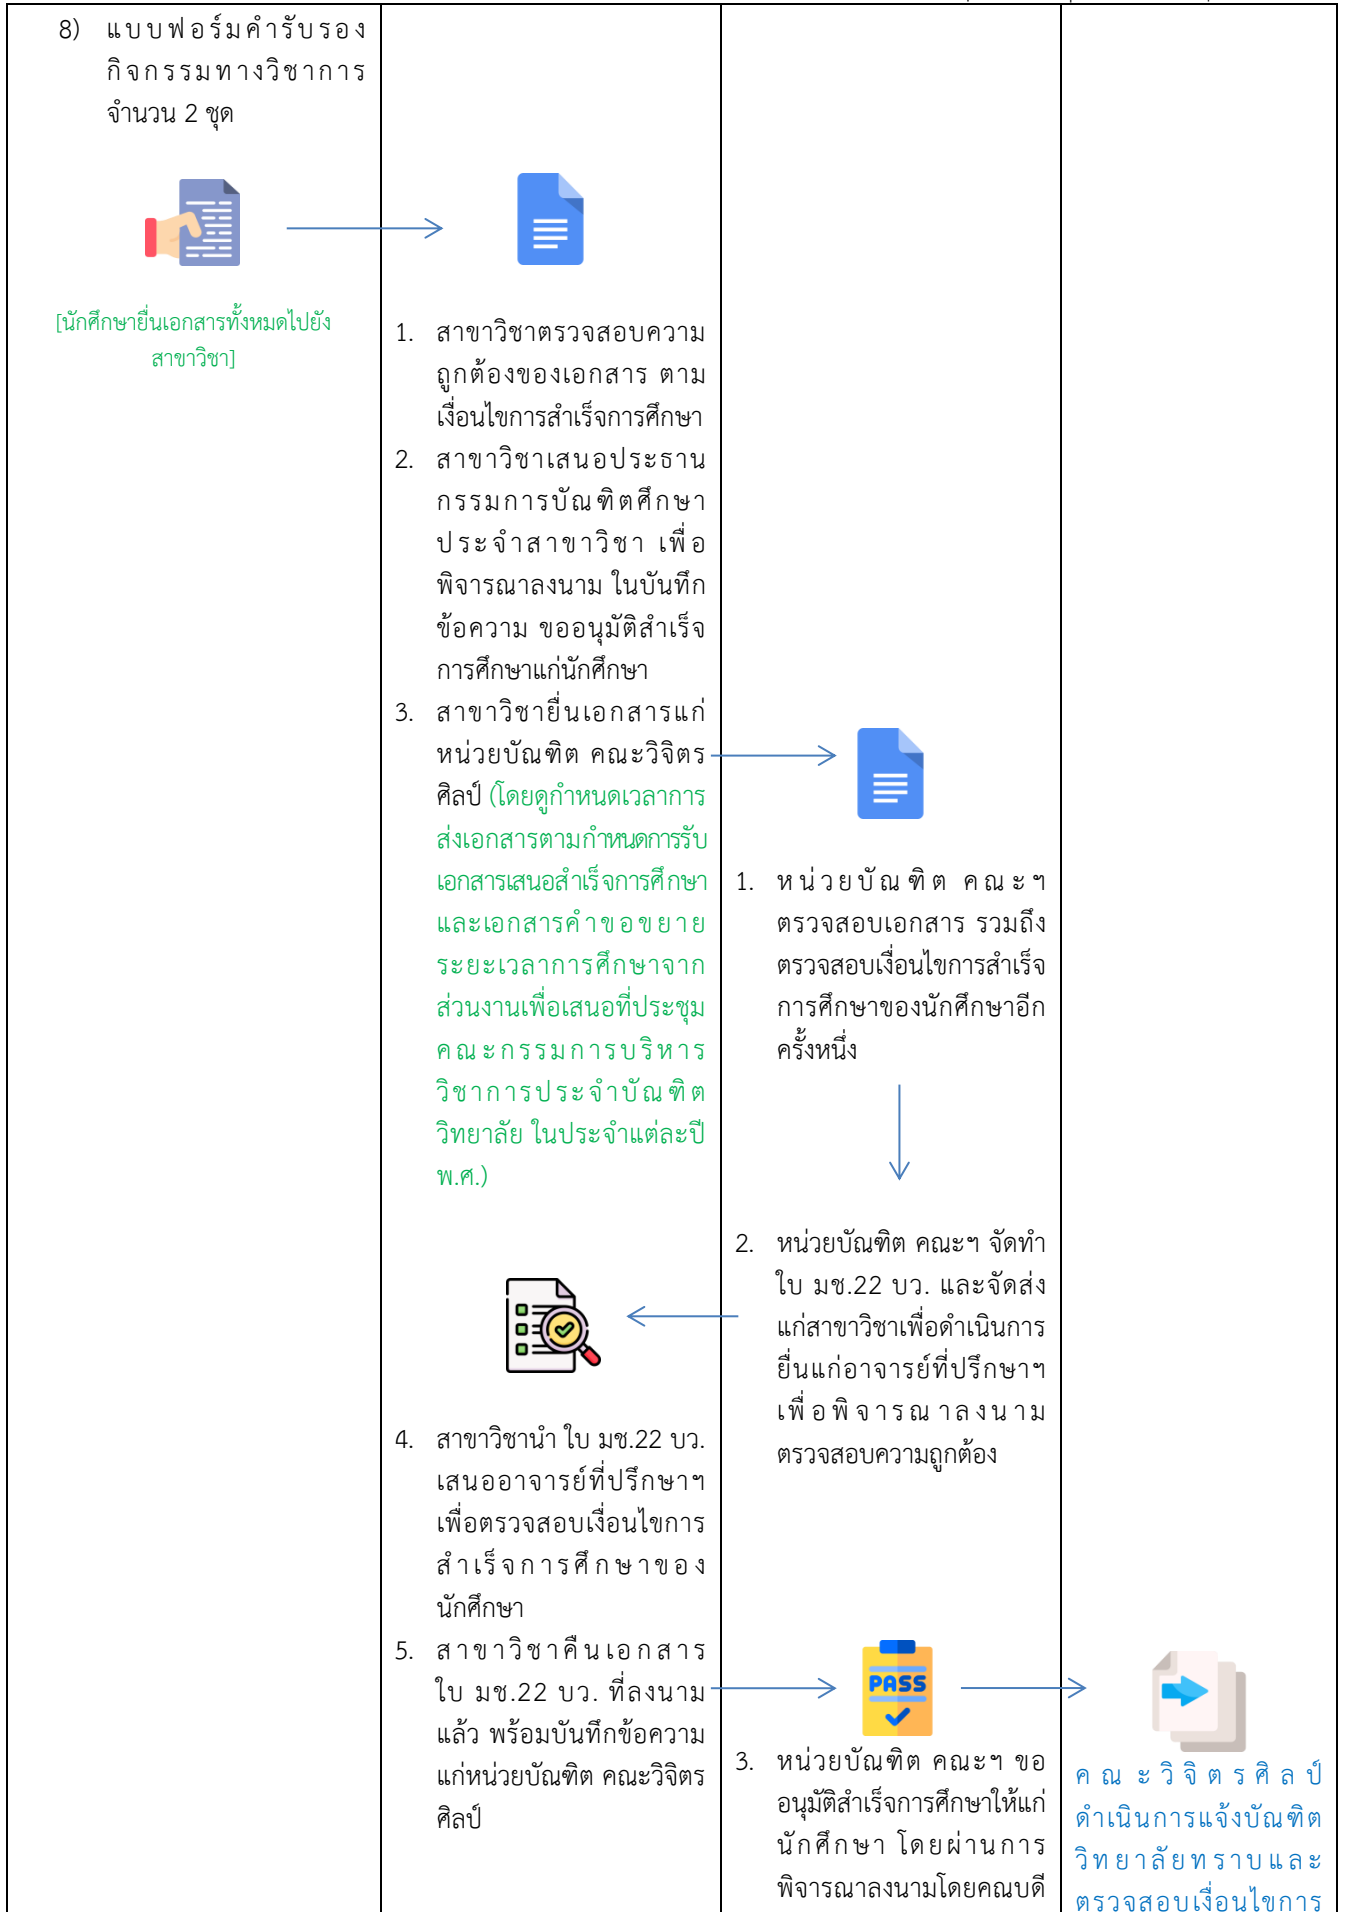 8) แบบฟอร์มคำรับรอง
กิจกรรมทางวิชาการ
จำนวน 2 ชุด
[นักศึกษายื่นเอกสารทั้งหมดไปยัง
สาขาวิชา]
1. สาขาวิชาตรวจสอบความ
ถูกต้องของเอกสาร ตาม
เงื่อนไขการสำเร็จการศึกษา
2. สาขาวิชาเสนอประธาน
กรรมการบัณฑิตศึกษา
ประจำสาขาวิชา เพื่อ
พิจารณาลงนาม ในบันทึก
ข้อความ ขออนุมัติสำเร็จ
การศึกษาแก่นักศึกษา
3. สาขาวิชายื่นเอกสารแก่
หน่วยบัณฑิต คณะวิจิตร
ศิลป์ (โดยดูกำหนดเวลาการ
ส่งเอกสารตามกำหนดการรับ
เอกสารเสนอสำเร็จการศึกษา
และเอกสารคำขอขยาย
ระยะเวลาการศึกษาจาก
ส่วนงานเพื่อเสนอที่ประชุม
คณะกรรมการบริหาร
วิชาการประจำบัณฑิต
วิทยาลัย ในประจำแต่ละปี
พ.ศ.)
4. สาขาวิชานำ ใบ มช.22 บว.
เสนออาจารย์ที่ปรึกษาฯ
เพื่อตรวจสอบเงื่อนไขการ
สำเร็จการศึกษาของ
นักศึกษา
5. สาขาวิชาคืนเอกสาร
ใบ มช.22 บว. ที่ลงนาม
แล้ว พร้อมบันทึกข้อความ
แก่หน่วยบัณฑิต คณะวิจิตร
ศิลป์
1. หน่วยบัณฑิต คณะฯ
ตรวจสอบเอกสาร รวมถึง
ตรวจสอบเงื่อนไขการสำเร็จ
การศึกษาของนักศึกษาอีก
ครั้งหนึ่ง
2. หน่วยบัณฑิต คณะฯ จัดทำ
ใบ มช.22 บว. และจัดส่ง
แก่สาขาวิชาเพื่อดำเนินการ
ยื่นแก่อาจารย์ที่ปรึกษาฯ
เพื่อพิจารณาลงนาม
ตรวจสอบความถูกต้อง
PASS
3. หน่วยบัณฑิต คณะฯ ขอ
อนุมัติสำเร็จการศึกษาให้แก่
นักศึกษา โดยผ่านการ
พิจารณาลงนามโดยคณบดี
คณะวิจิตรศิลป์
ดำเนินการแจ้งบัณฑิต
วิทยาลัยทราบและ
ตรวจสอบเงื่อนไขการ